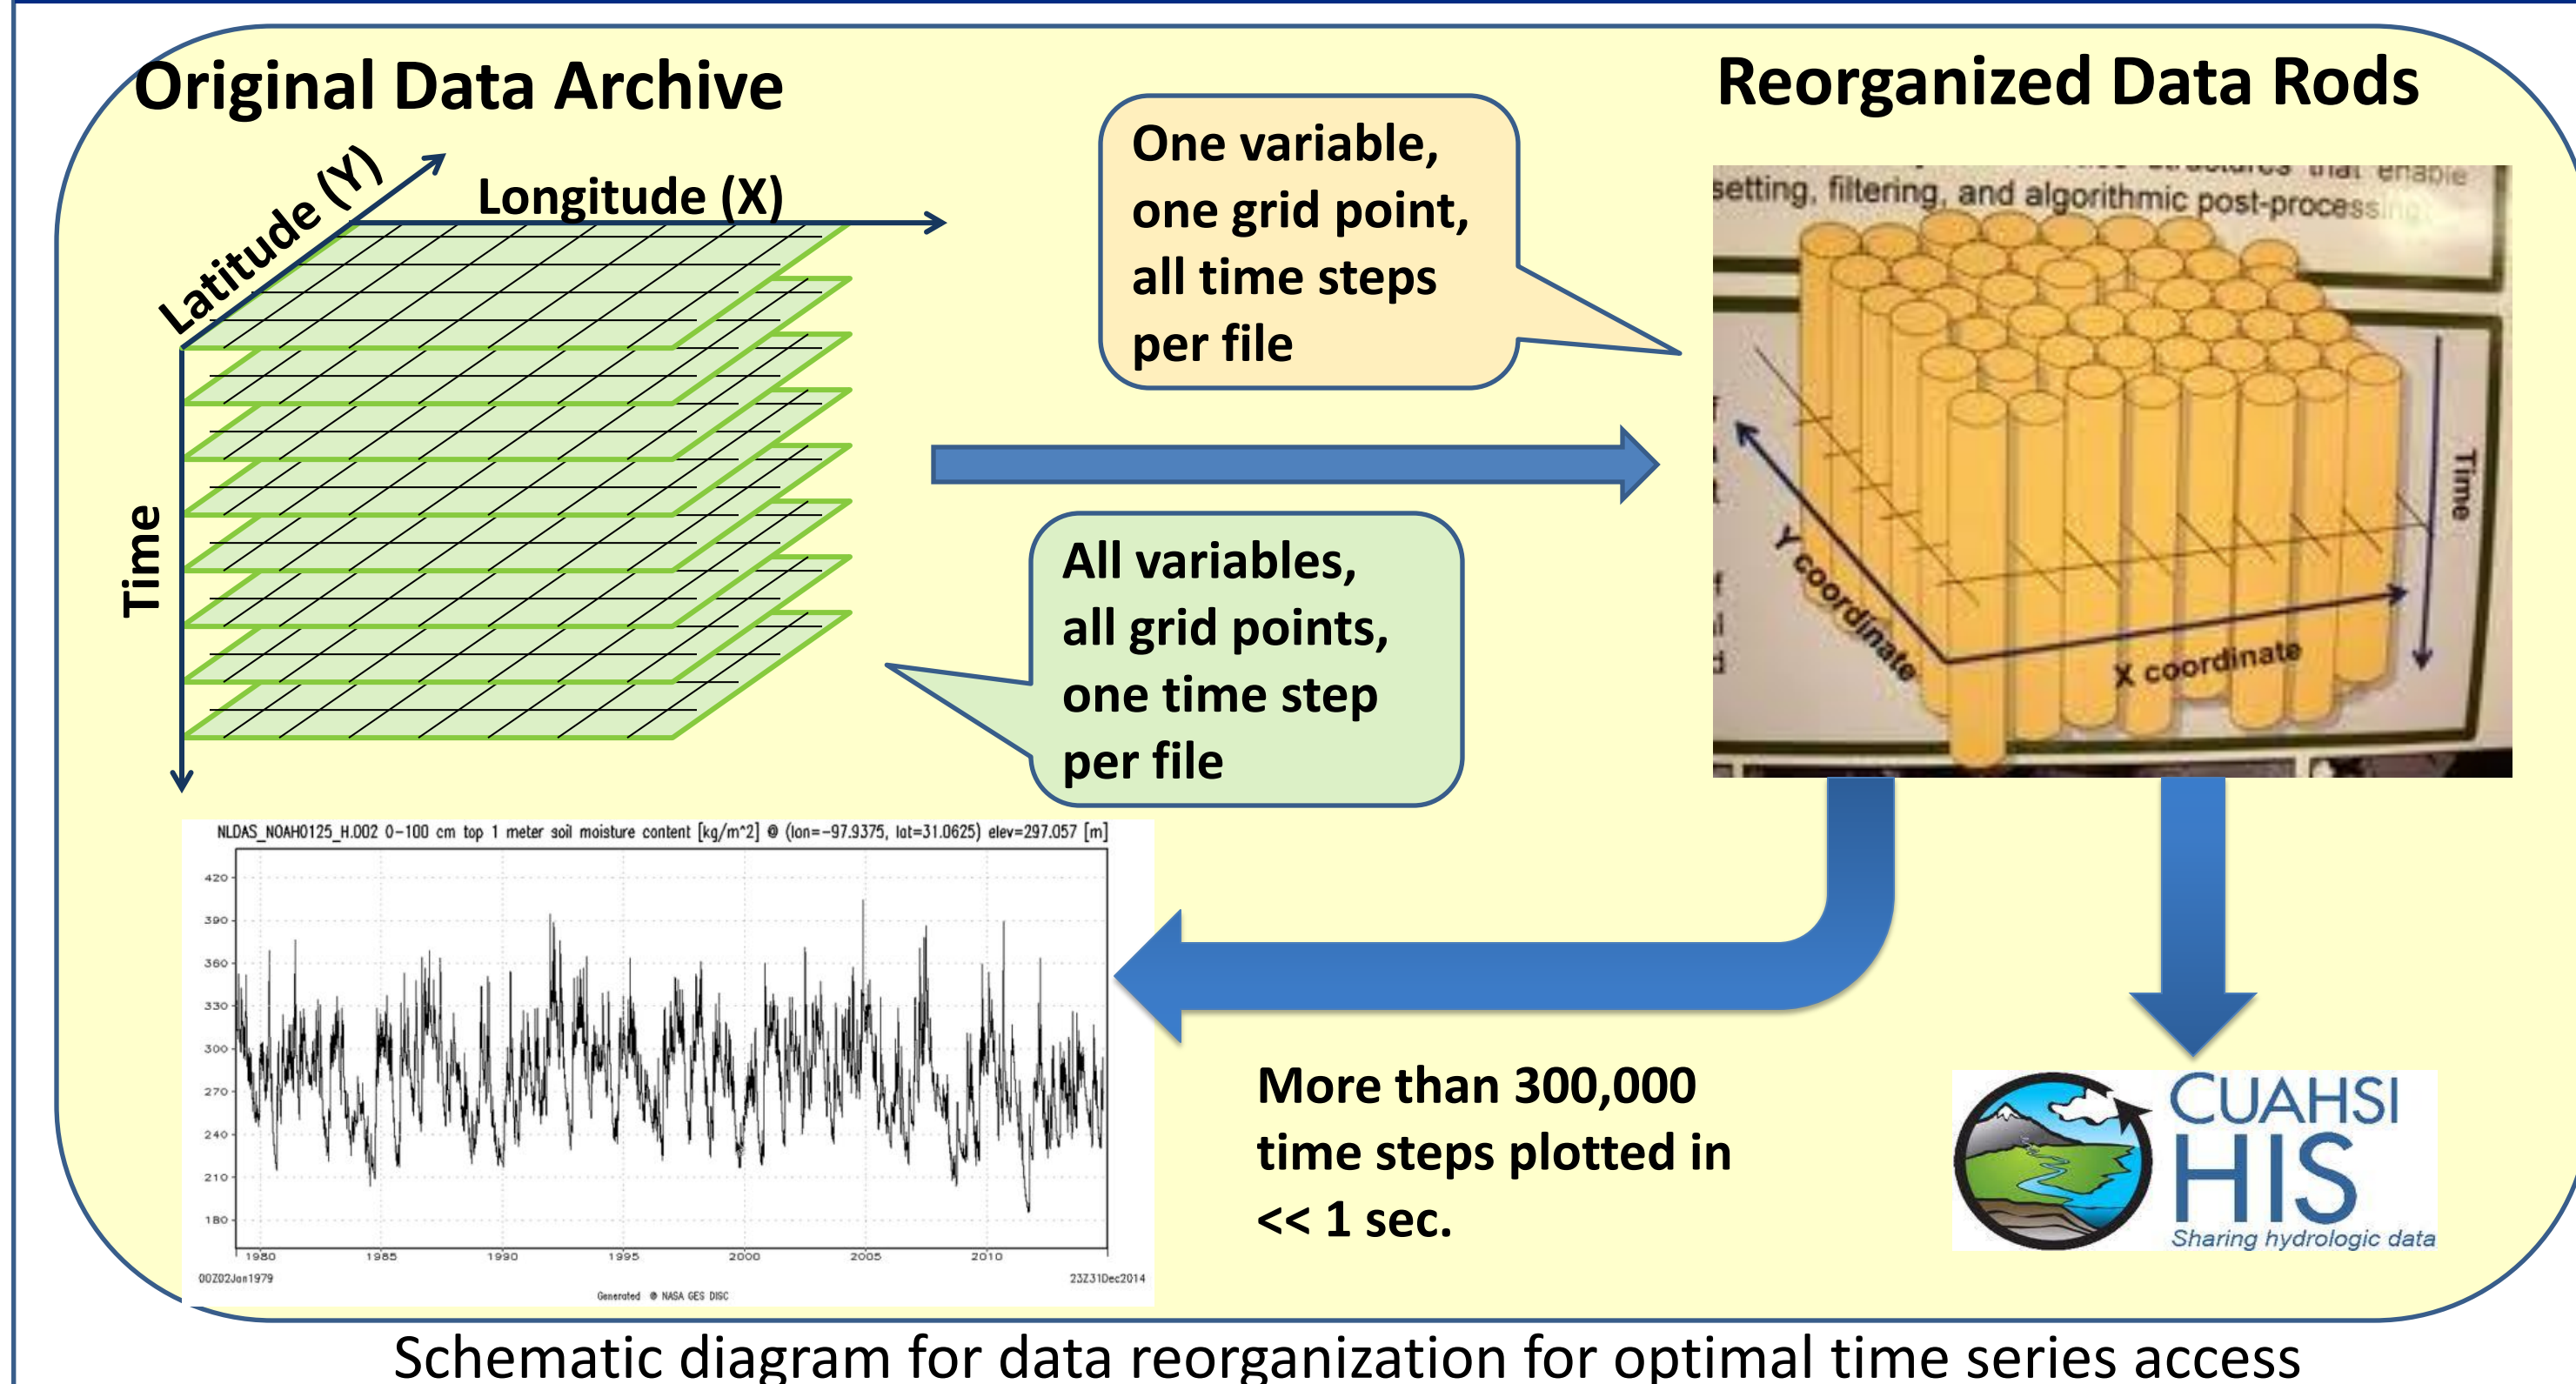 Original Data Archive
Latitude (Y)
Longitude (X)
Time
One variable,
one grid point,
all time steps
per file
All variables,
all grid points,
one time step
per file
Reorganized Data Rods
structures that enable
setting, filtering, and algorithmic post-processing
Time
Y coordinate
X coordinate
NLDAS_NOAH0125_H.002 0-100 cm top 1 meter soil moisture content [kg/m^2] @ (lon=-97.9375, lat=31.0625) elev=297.057 [m]
420
390
360
330
300
270
240
210
180
1980 1985 1990 1995 2000 2005 2010
00Z02Jan1979
23Z31Dec2014
Generated @ NASA GES DISC
More than 300,000
time steps plotted in
<< 1 sec.
CUAHSI
HIS
Sharing hydrologic data
Schematic diagram for data reorganization for optimal time series access